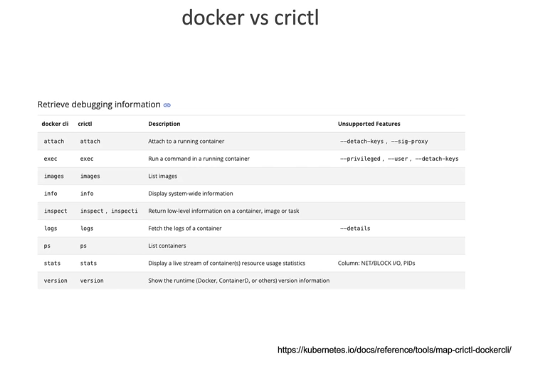 docker vs crictl
Retrieve debugging information
docker cli crictl Description Unsupported Features
attach attach Attach to a running container --detach-keys, --sig-proxy
exec exec Run a command in a running container --privileged, --user, --detach-keys
images images List images
info info Display system-wide information
inspect inspect, inspecti Return low-level information on a container, image or task
logs logs Fetch the logs of a container --details
ps ps List containers
stats stats Display a live stream of container(s) resource usage statistics Column: NET/BLOCK I/O, PIDs
version version Show the runtime (Docker, ContainerD, or others) version information
https://kubernetes.io/docs/reference/tools/map-crictl-dockercli/